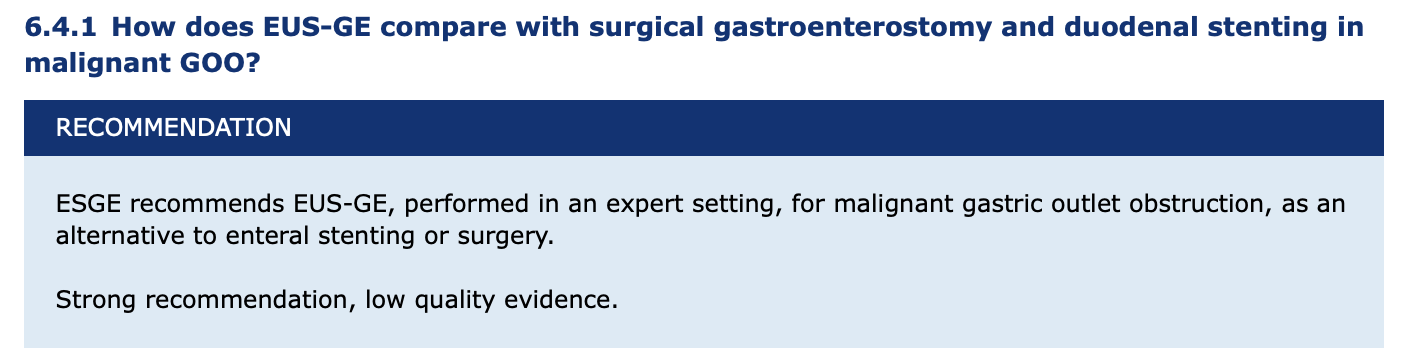 6.4.1 How does EUS-GE compare with surgical gastroenterostomy and duodenal stenting in
malignant GOO?
RECOMMENDATION
ESGE recommends EUS-GE, performed in an expert setting, for malignant gastric outlet obstruction, as an
alternative to enteral stenting or surgery.
Strong recommendation, low quality evidence.